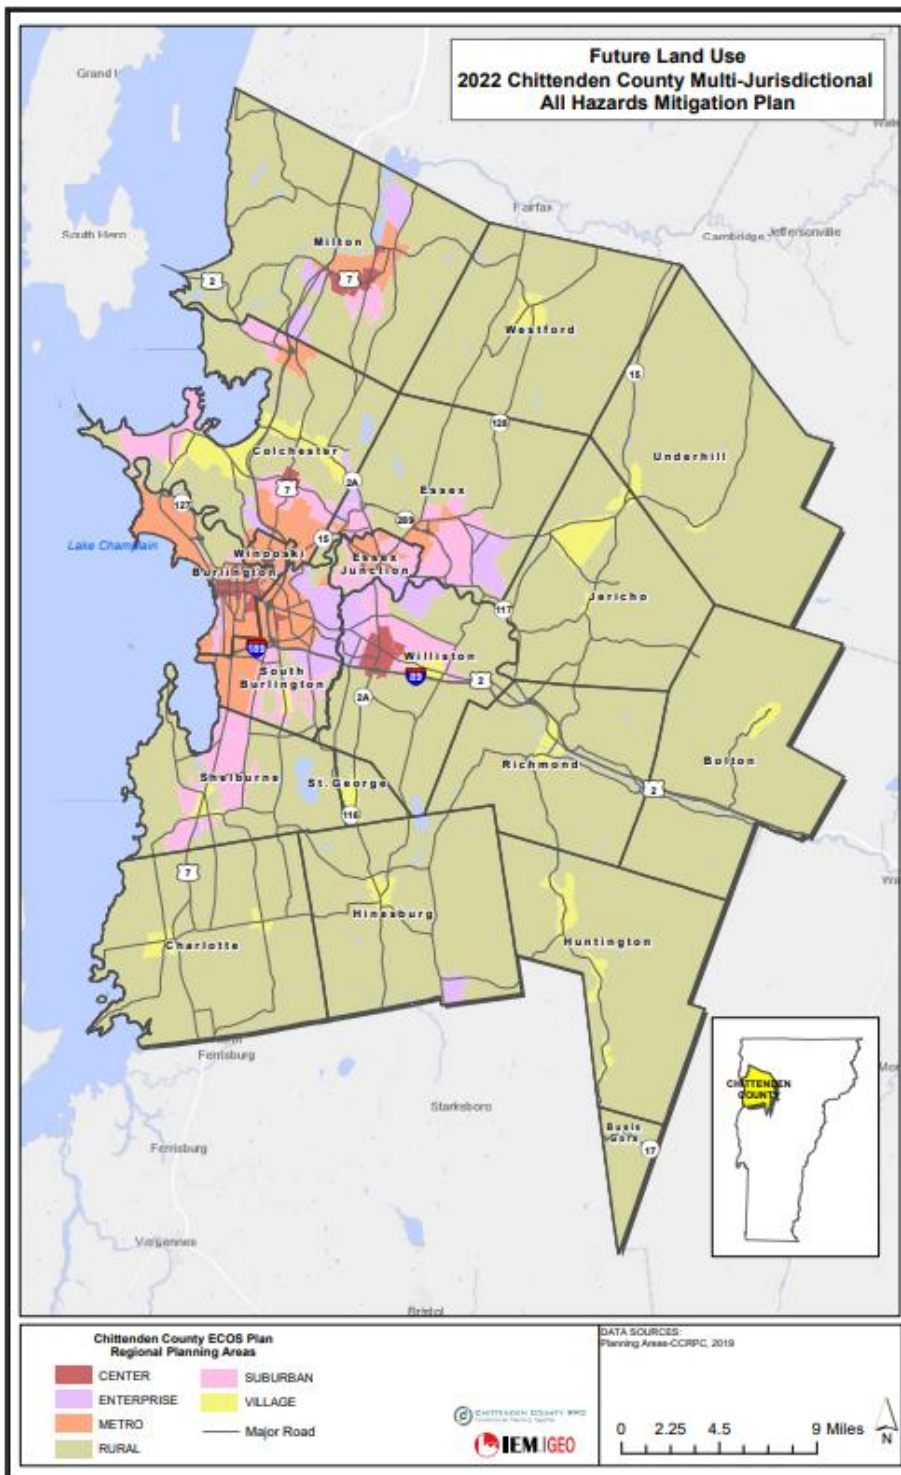 Future Land Use
2022 Chittenden County Multi-Jurisdictional
All Hazards Mitigation Plan
Grand I
South Hero
Fairfax
Cambridge
Jeffersonville
Milton
2
7
Westford
15
128
Underhill
Colchester
7
2A
Essex
127
289
15
Lake Champlain
Winooski
Burlington
Essex
Junction
117
Jericho
189
Williston
89
2
South
Burlington
2A
Richmond
Bolton
2
Shelburne
St. George
116
7
Charlotte
Hinesburg
Huntington
Ferrisburg
Starksboro
Ferrisburg
Buels
Gore
17
Vergennes
Bristol
CHITTENDEN
COUNTY
Chittenden County ECOS Plan
Regional Planning Areas
CENTER
ENTERPRISE
METRO
RURAL
SUBURBAN
VILLAGE
Major Road
CHITTENDEN COUNTY RPC
IEM IGEO
DATA SOURCES:
Planning Areas-CCRPC, 2019
0 2.25 4.5 9 Miles
N